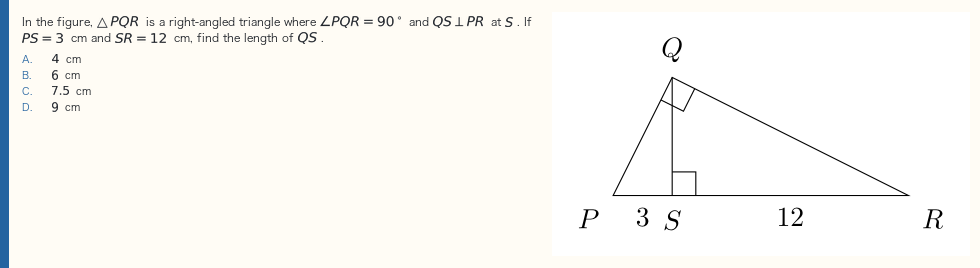 In the figure, △PQR is a right-angled triangle where ∠PQR = 90° and QS ⊥ PR at S. If
PS = 3 cm and SR = 12 cm, find the length of QS.
A. 4 cm
B. 6 cm
C. 7.5 cm
D. 9 cm
Q
P 3 S 12 R